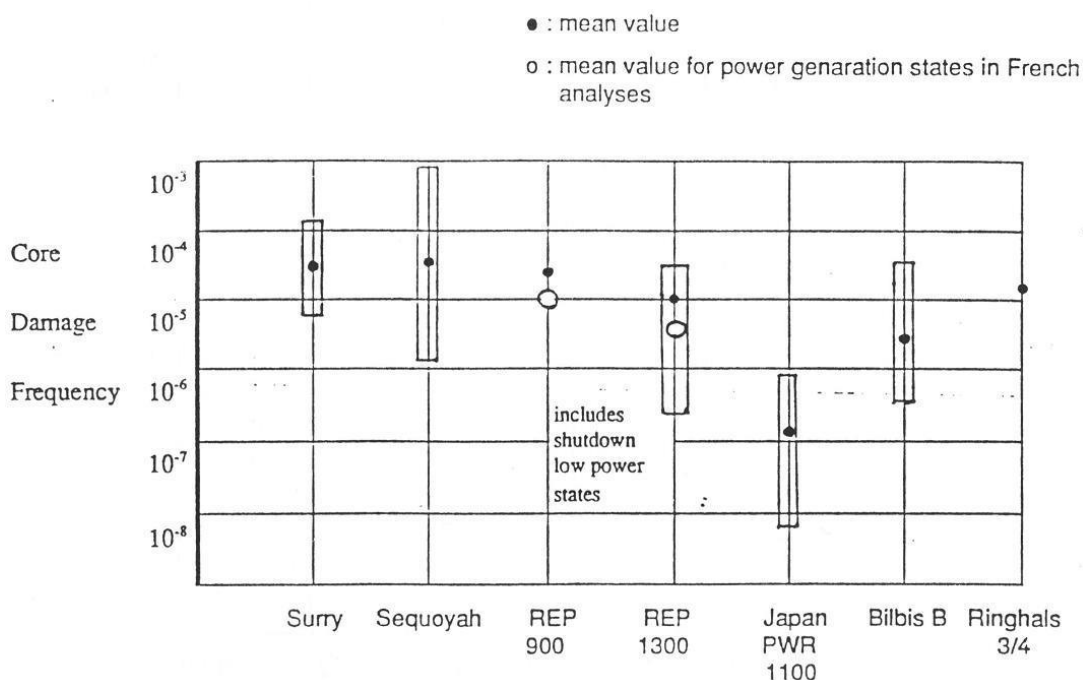 ● : mean value
o : mean value for power genaration states in French
analyses
10⁻³
Core 10⁻⁴
Damage 10⁻⁵
Frequency 10⁻⁶
10⁻⁷
10⁻⁸
includes
shutdown
low power
states
Surry Sequoyah REP REP Japan Bilbis B Ringhals
900 1300 PWR 3/4
1100